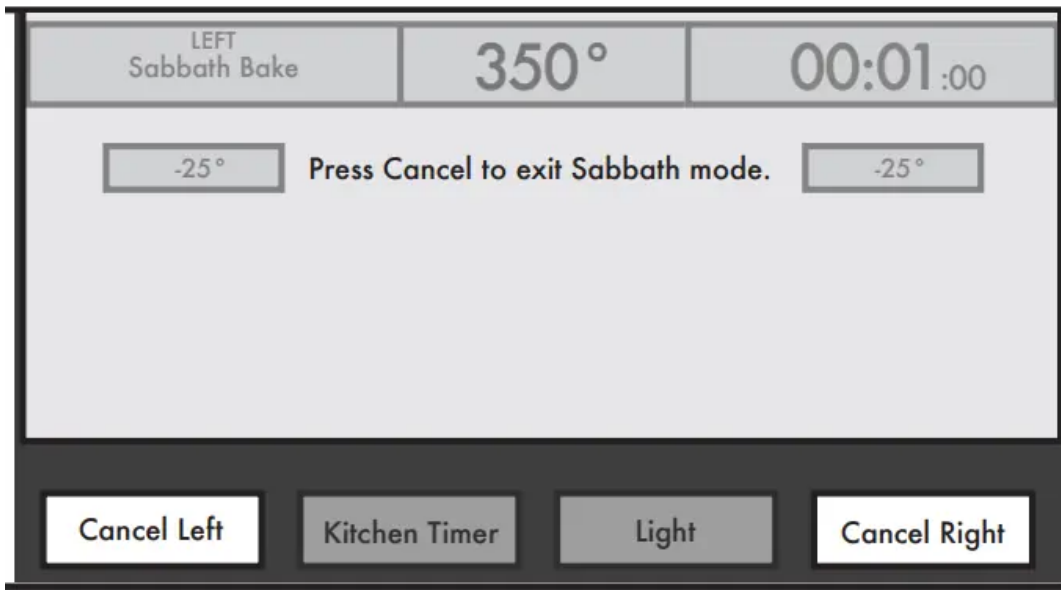 LEFT
Sabbath Bake
350°
00:01:00
-25°
Press Cancel to exit Sabbath mode.
-25°
Cancel Left
Kitchen Timer
Light
Cancel Right